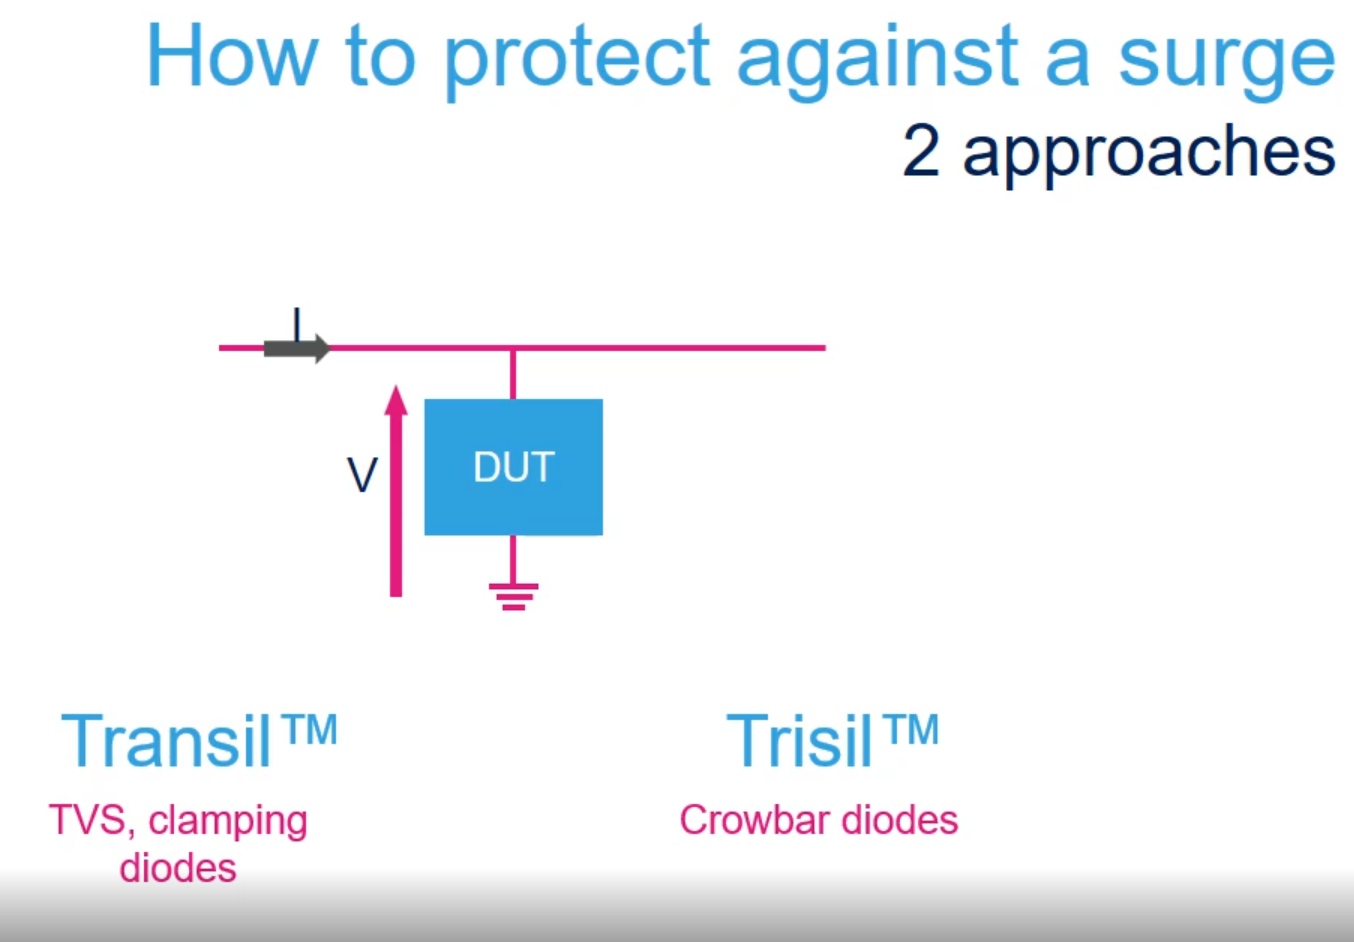 How to protect against a surge
2 approaches
I
V
DUT
Transil™
Trisil™
TVS, clamping
diodes
Crowbar diodes